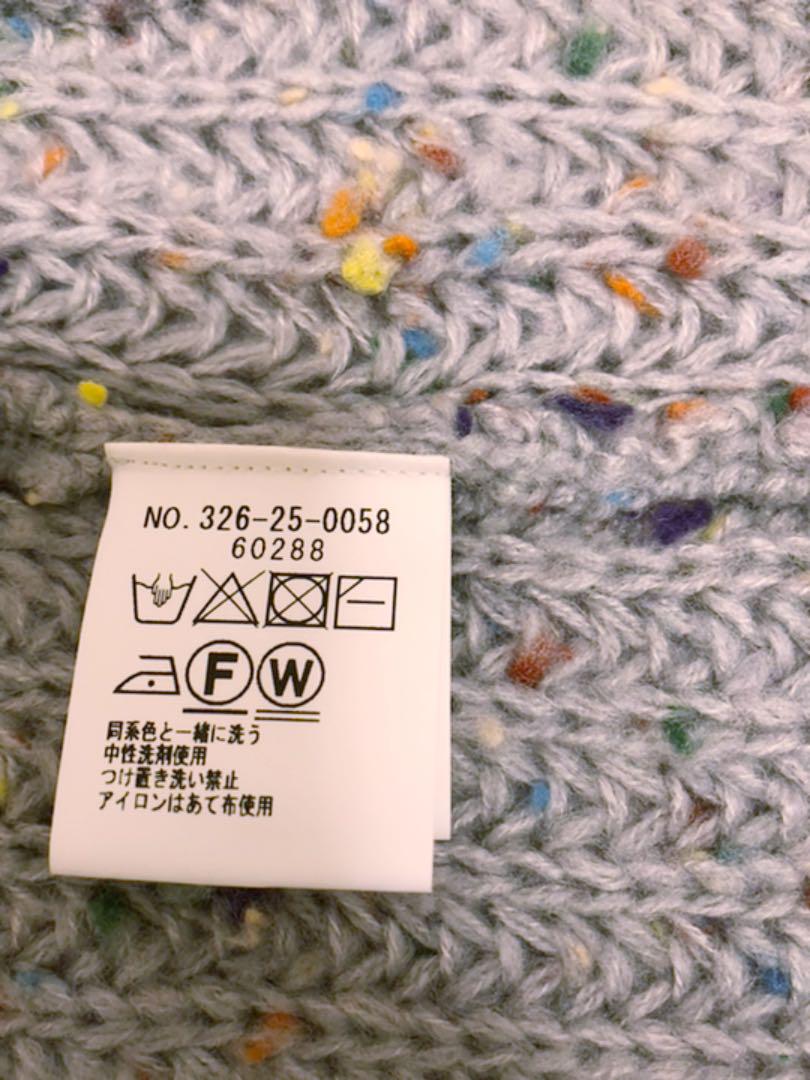 NO. 326-25-0058
60288
F W
同系色と一緒に洗う
中性洗剤使用
つけ置き洗い禁止
アイロンはあて布使用